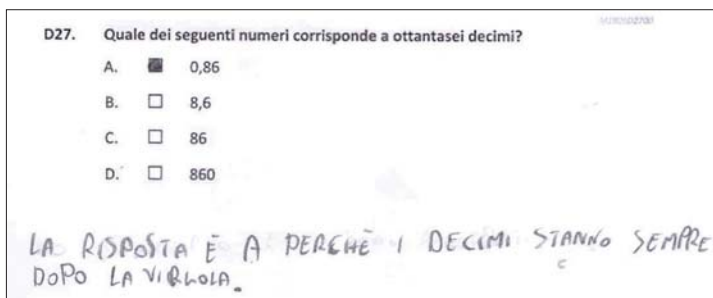 D27. Quale dei seguenti numeri corrisponde a ottantasei decimi?
A. 0,86
B. 8,6
C. 86
D. 860
LA RISPOSTA È A PERCHÈ I DECIMI STANNO SEMPRE
DOPO LA VIRGOLA.